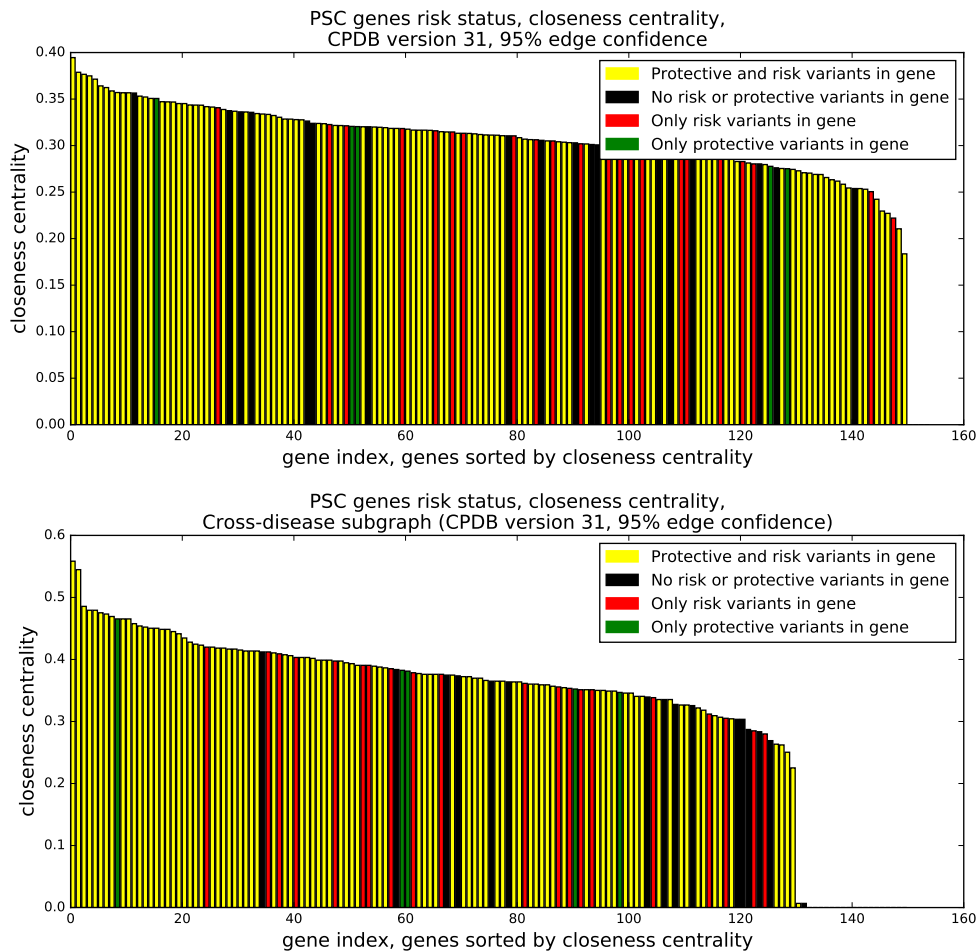 PSC genes risk status, closeness centrality,
CPDB version 31, 95% edge confidence
0.40
0.35
0.30
0.25
0.20
0.15
0.10
0.05
0.00
closeness centrality
Protective and risk variants in gene
No risk or protective variants in gene
Only risk variants in gene
Only protective variants in gene
0 20 40 60 80 100 120 140 160
gene index, genes sorted by closeness centrality
PSC genes risk status, closeness centrality,
Cross-disease subgraph (CPDB version 31, 95% edge confidence)
0.6
0.5
0.4
0.3
0.2
0.1
0.0
closeness centrality
Protective and risk variants in gene
No risk or protective variants in gene
Only risk variants in gene
Only protective variants in gene
0 20 40 60 80 100 120 140 160
gene index, genes sorted by closeness centrality